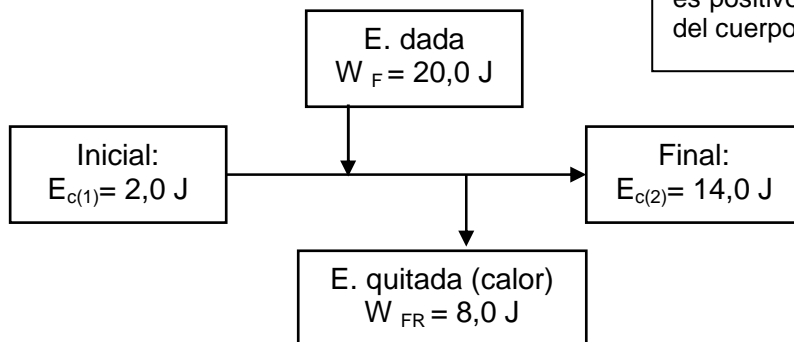 es positivo
del cuerpo
E. dada
W F = 20,0 J
Inicial:
Ec(1)= 2,0 J
Final:
Ec(2)= 14,0 J
E. quitada (calor)
W FR = 8,0 J